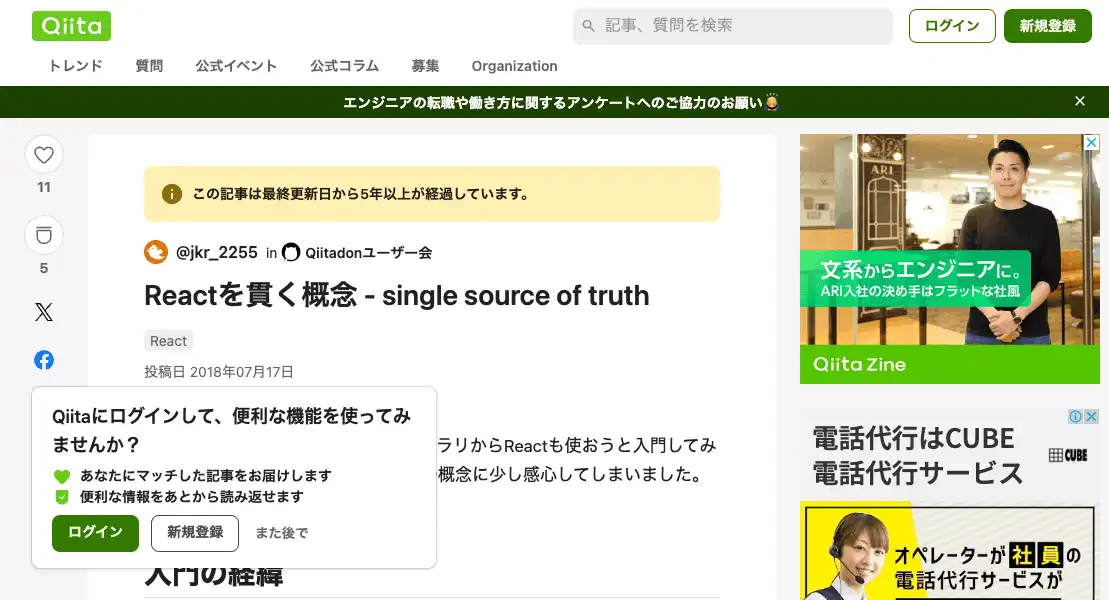 Qiita
記事、質問を検索
ログイン
新規登録
トレンド
質問
公式イベント
公式コラム
募集
Organization
エンジニアの転職や働き方に関するアンケートへのご協力のお願い
11
5
この記事は最終更新日から5年以上が経過しています。
@jkr_2255 in Qiitadonユーザー会
Reactを貫く概念 - single source of truth
React
投稿日 2018年07月17日
ラリからReactも使おうと入門してみ
概念に少し感心してしまいました。
Qiitaにログインして、便利な機能を使ってみ
ませんか？
あなたにマッチした記事をお届けします
便利な情報をあとから読み返せます
ログイン
新規登録
また後で
入門の経緯
ARI
文系からエンジニアに。
ARI入社の決め手はフラットな社風
Qiita Zine
電話代行はCUBE
電話代行サービス
CUBE
オペレーターが社員の
電話代行サービスが